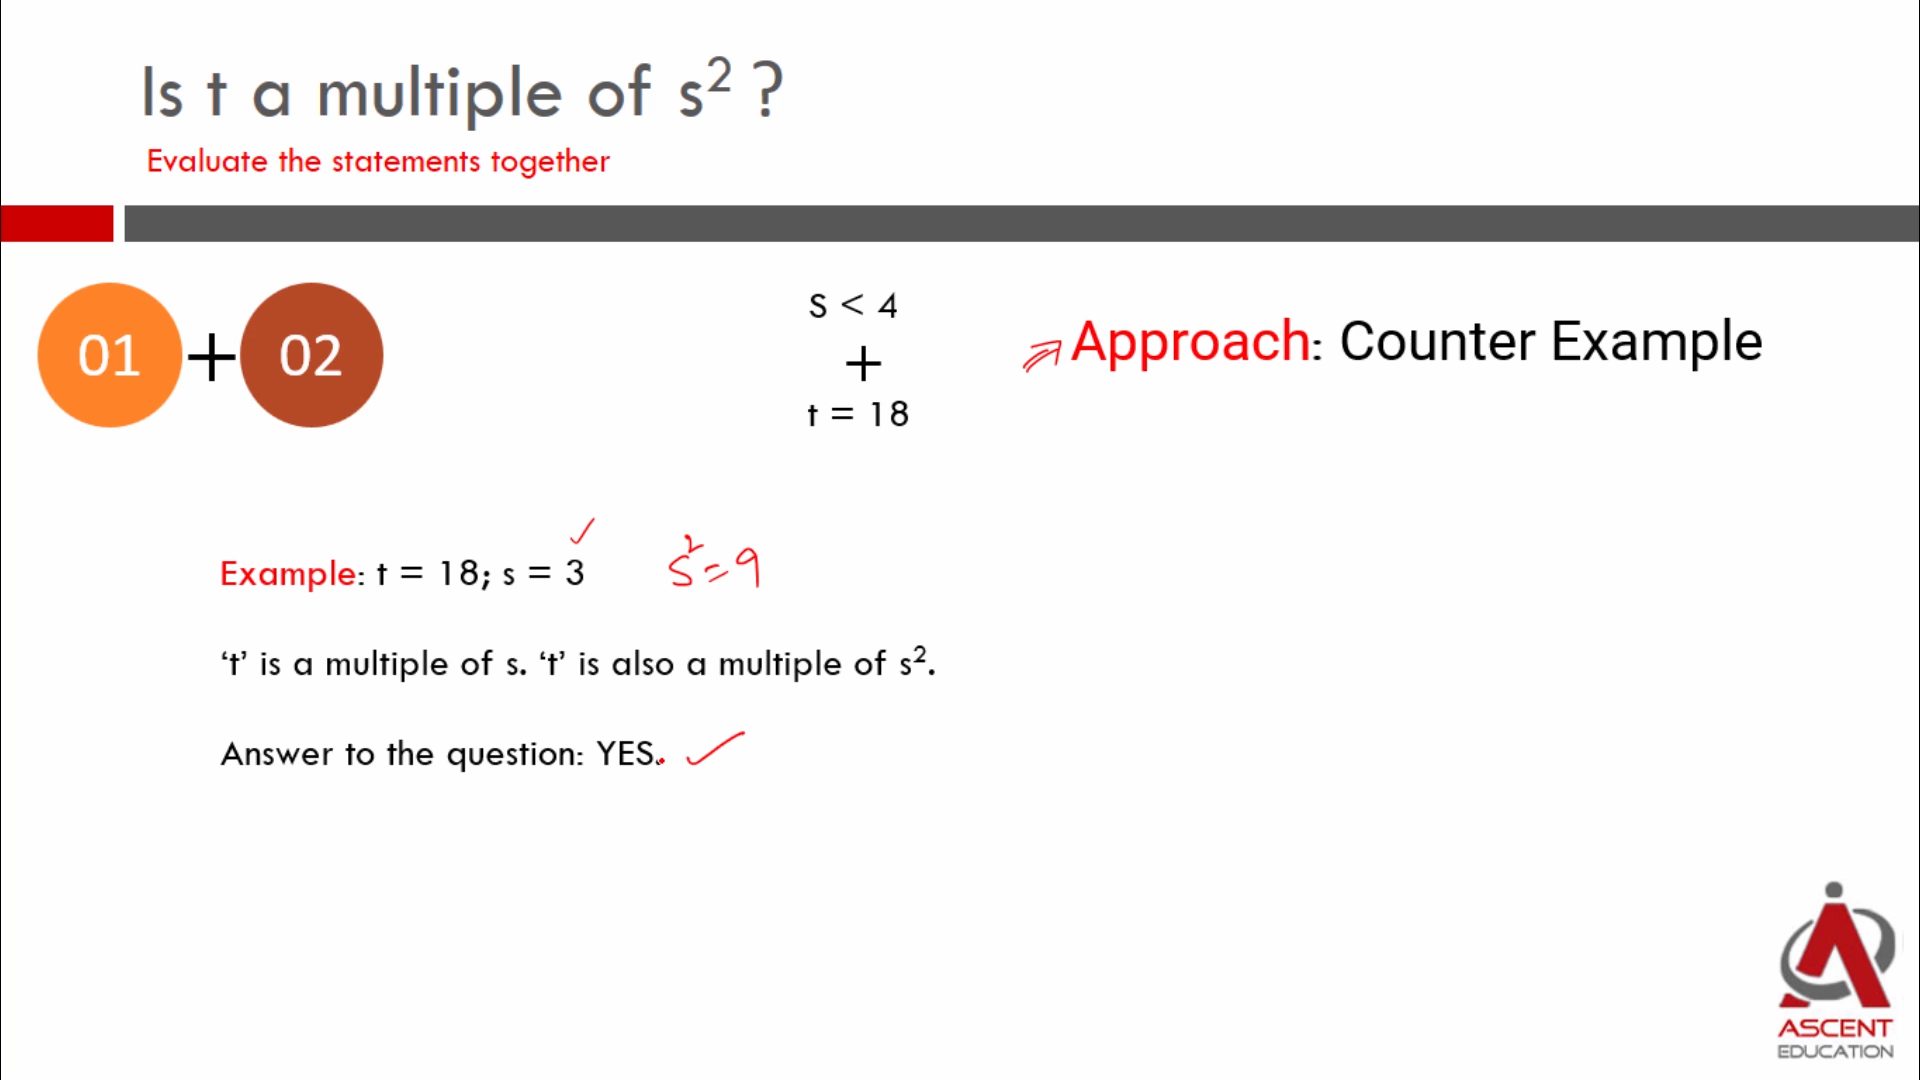 Is t a multiple of s² ?
Evaluate the statements together
01 + 02
S < 4
+
t = 18
Approach: Counter Example
Example: t = 18; s = 3 ✓ s² = 9
‘t’ is a multiple of s. ‘t’ is also a multiple of s².
Answer to the question: YES. ✓
ASCENT
EDUCATION